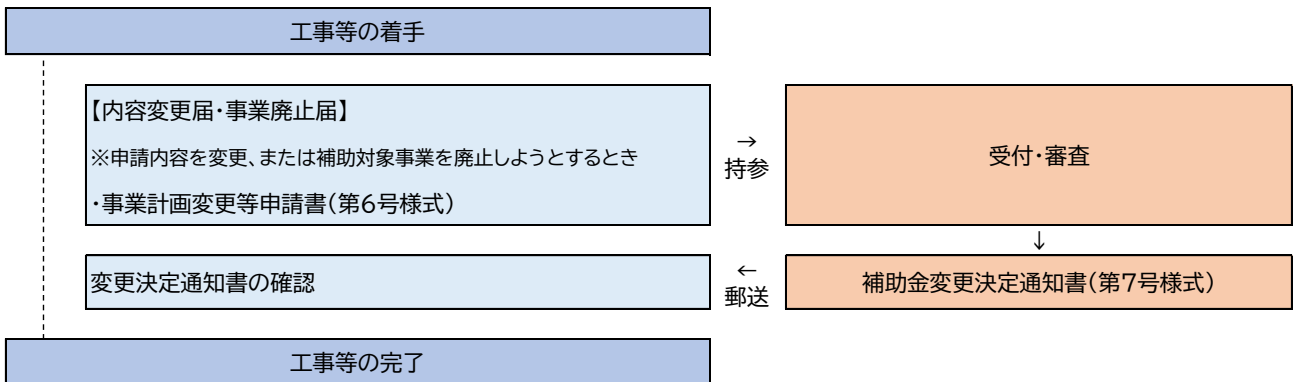 工事等の着手
【内容変更届・事業廃止届】
※申請内容を変更、または補助対象事業を廃止しようとするとき
・事業計画変更等申請書（第6号様式）
→
持参
受付・審査
↓
変更決定通知書の確認
←
郵送
補助金変更決定通知書（第7号様式）
工事等の完了